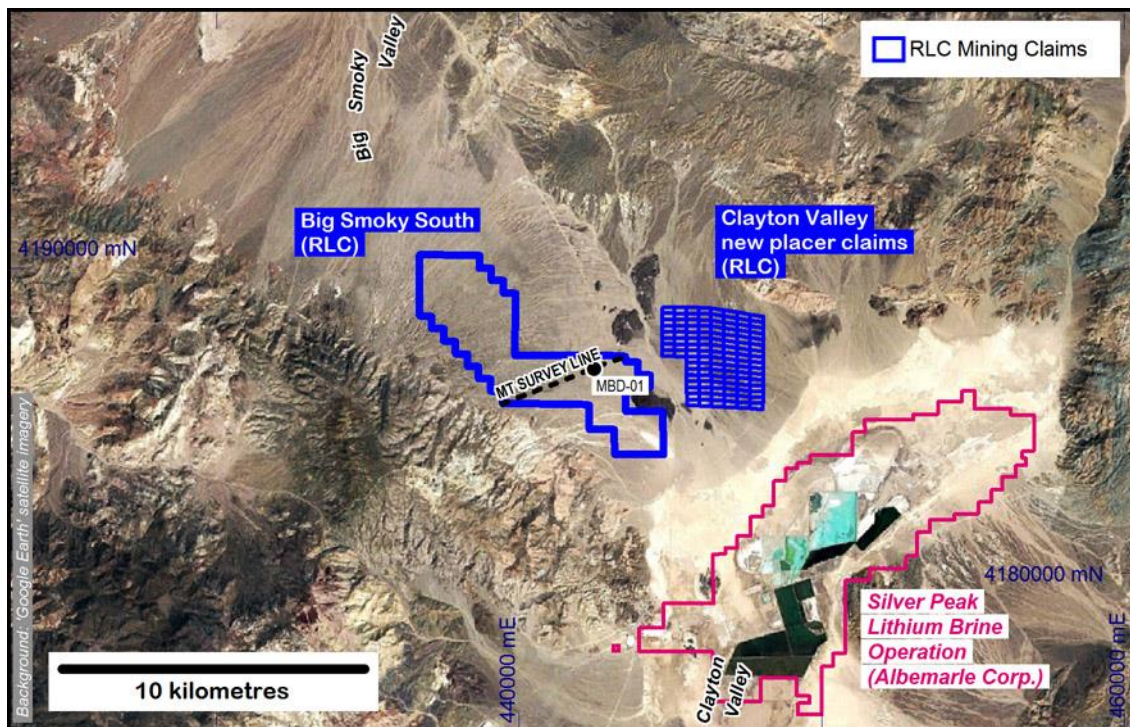 Big Smoky
Valley
RLC Mining Claims
Big Smoky South
(RLC)
Clayton Valley
new placer claims
(RLC)
4190000 mN
MT SURVEY LINE
MBD-01
4180000 mN
Silver Peak
Lithium Brine
Operation
(Albemarle Corp.)
Clayton
Valley
440000 mE
460000 mE
10 kilometres
Background: 'Google Earth' satellite imagery